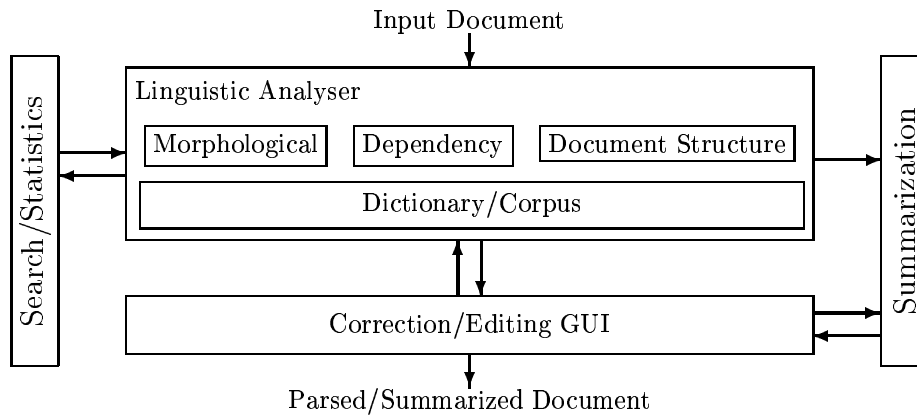 Input Document
Search/Statistics
Linguistic Analyser
Morphological
Dependency
Document Structure
Dictionary/Corpus
Summarization
Correction/Editing GUI
Parsed/Summarized Document